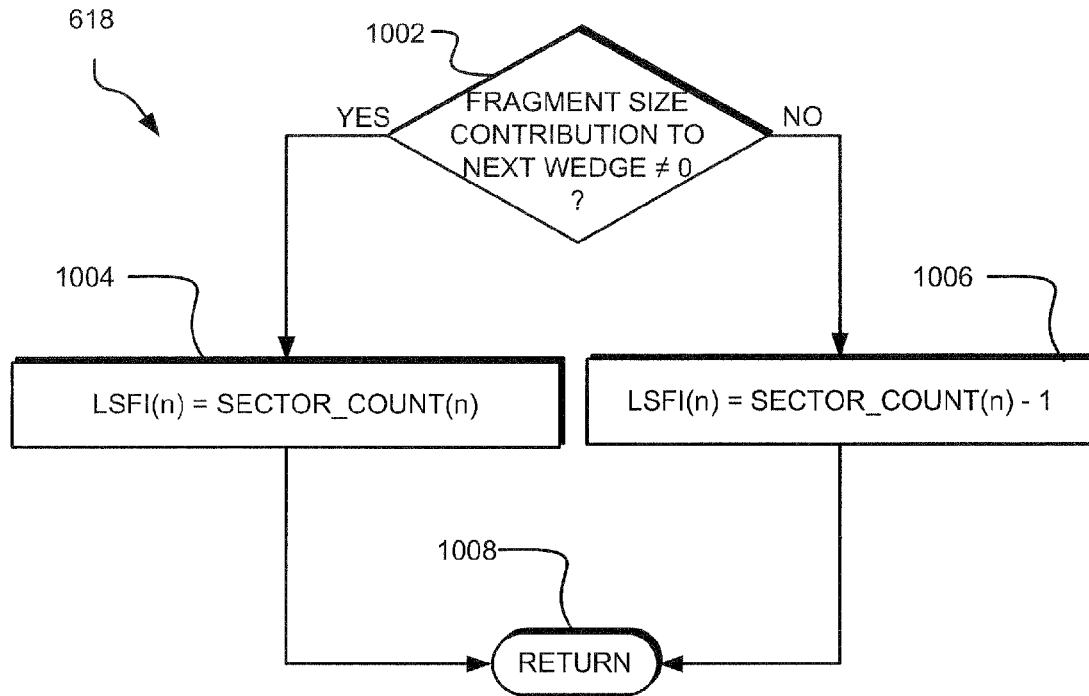 618
1002
YES
FRAGMENT SIZE
CONTRIBUTION TO
NEXT WEDGE ≠ 0
?
NO
1004
1006
LSFI(n) = SECTOR_COUNT(n)
LSFI(n) = SECTOR_COUNT(n) - 1
1008
RETURN